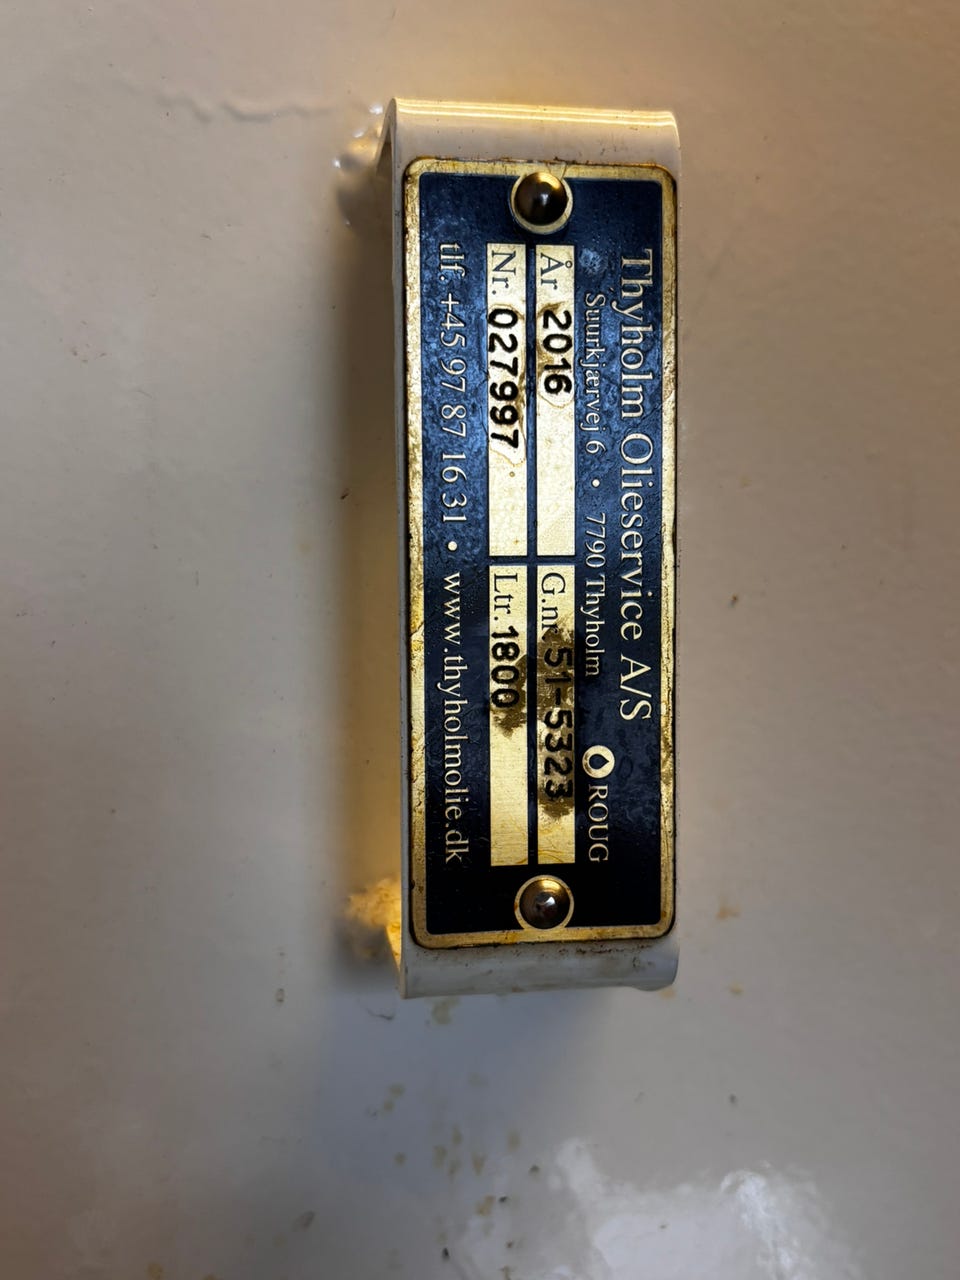 Thyholm Olieservice A/S
Suurkjærvej 6 • 7790 Thyholm
ROUG
År 2016
G.nr. 51-5323
Nr. 027997
Ltr. 1800
tlf. +45 97 87 16 31 • www.thyholmolie.dk